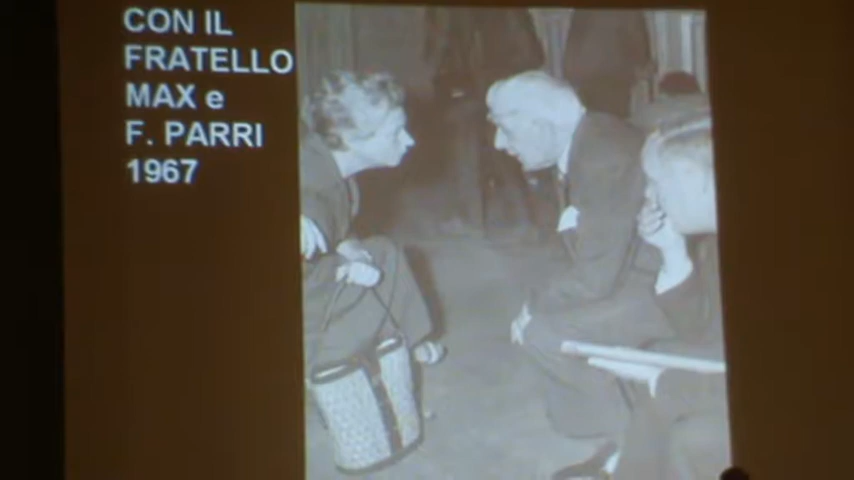 CON IL
FRATELLO
MAX e
F. PARRI
1967